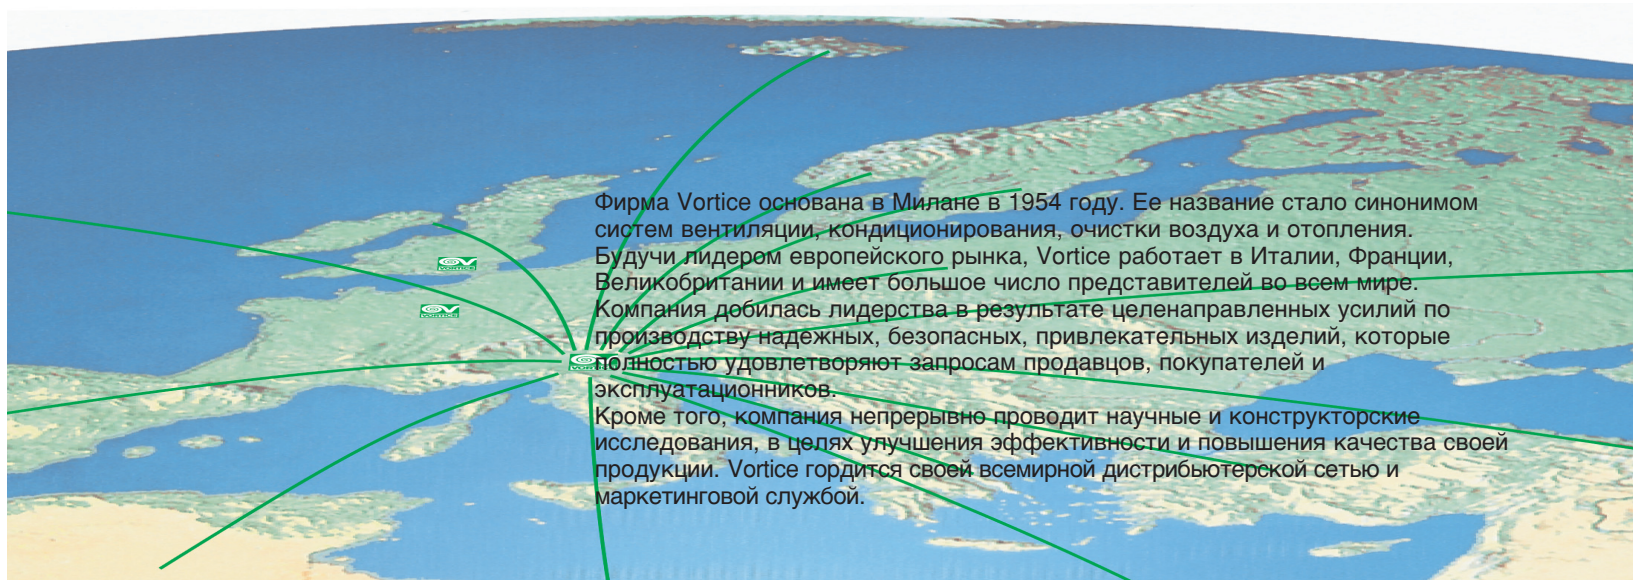 Фирма Vortice основана в Милане в 1954 году. Ее название стало синонимом
систем вентиляции, кондиционирования, очистки воздуха и отопления.
Будучи лидером европейского рынка, Vortice работает в Италии, Франции,
Великобритании и имеет большое число представителей во всем мире.
Компания добилась лидерства в результате целенаправленных усилий по
производству надежных, безопасных, привлекательных изделий, которые
полностью удовлетворяют запросам продавцов, покупателей и
эксплуатационников.
Кроме того, компания непрерывно проводит научные и конструкторские
исследования, в целях улучшения эффективности и повышения качества своей
продукции. Vortice гордится своей всемирной дистрибьютерской сетью и
маркетинговой службой.
VORTICE
VORTICE
VORTICE